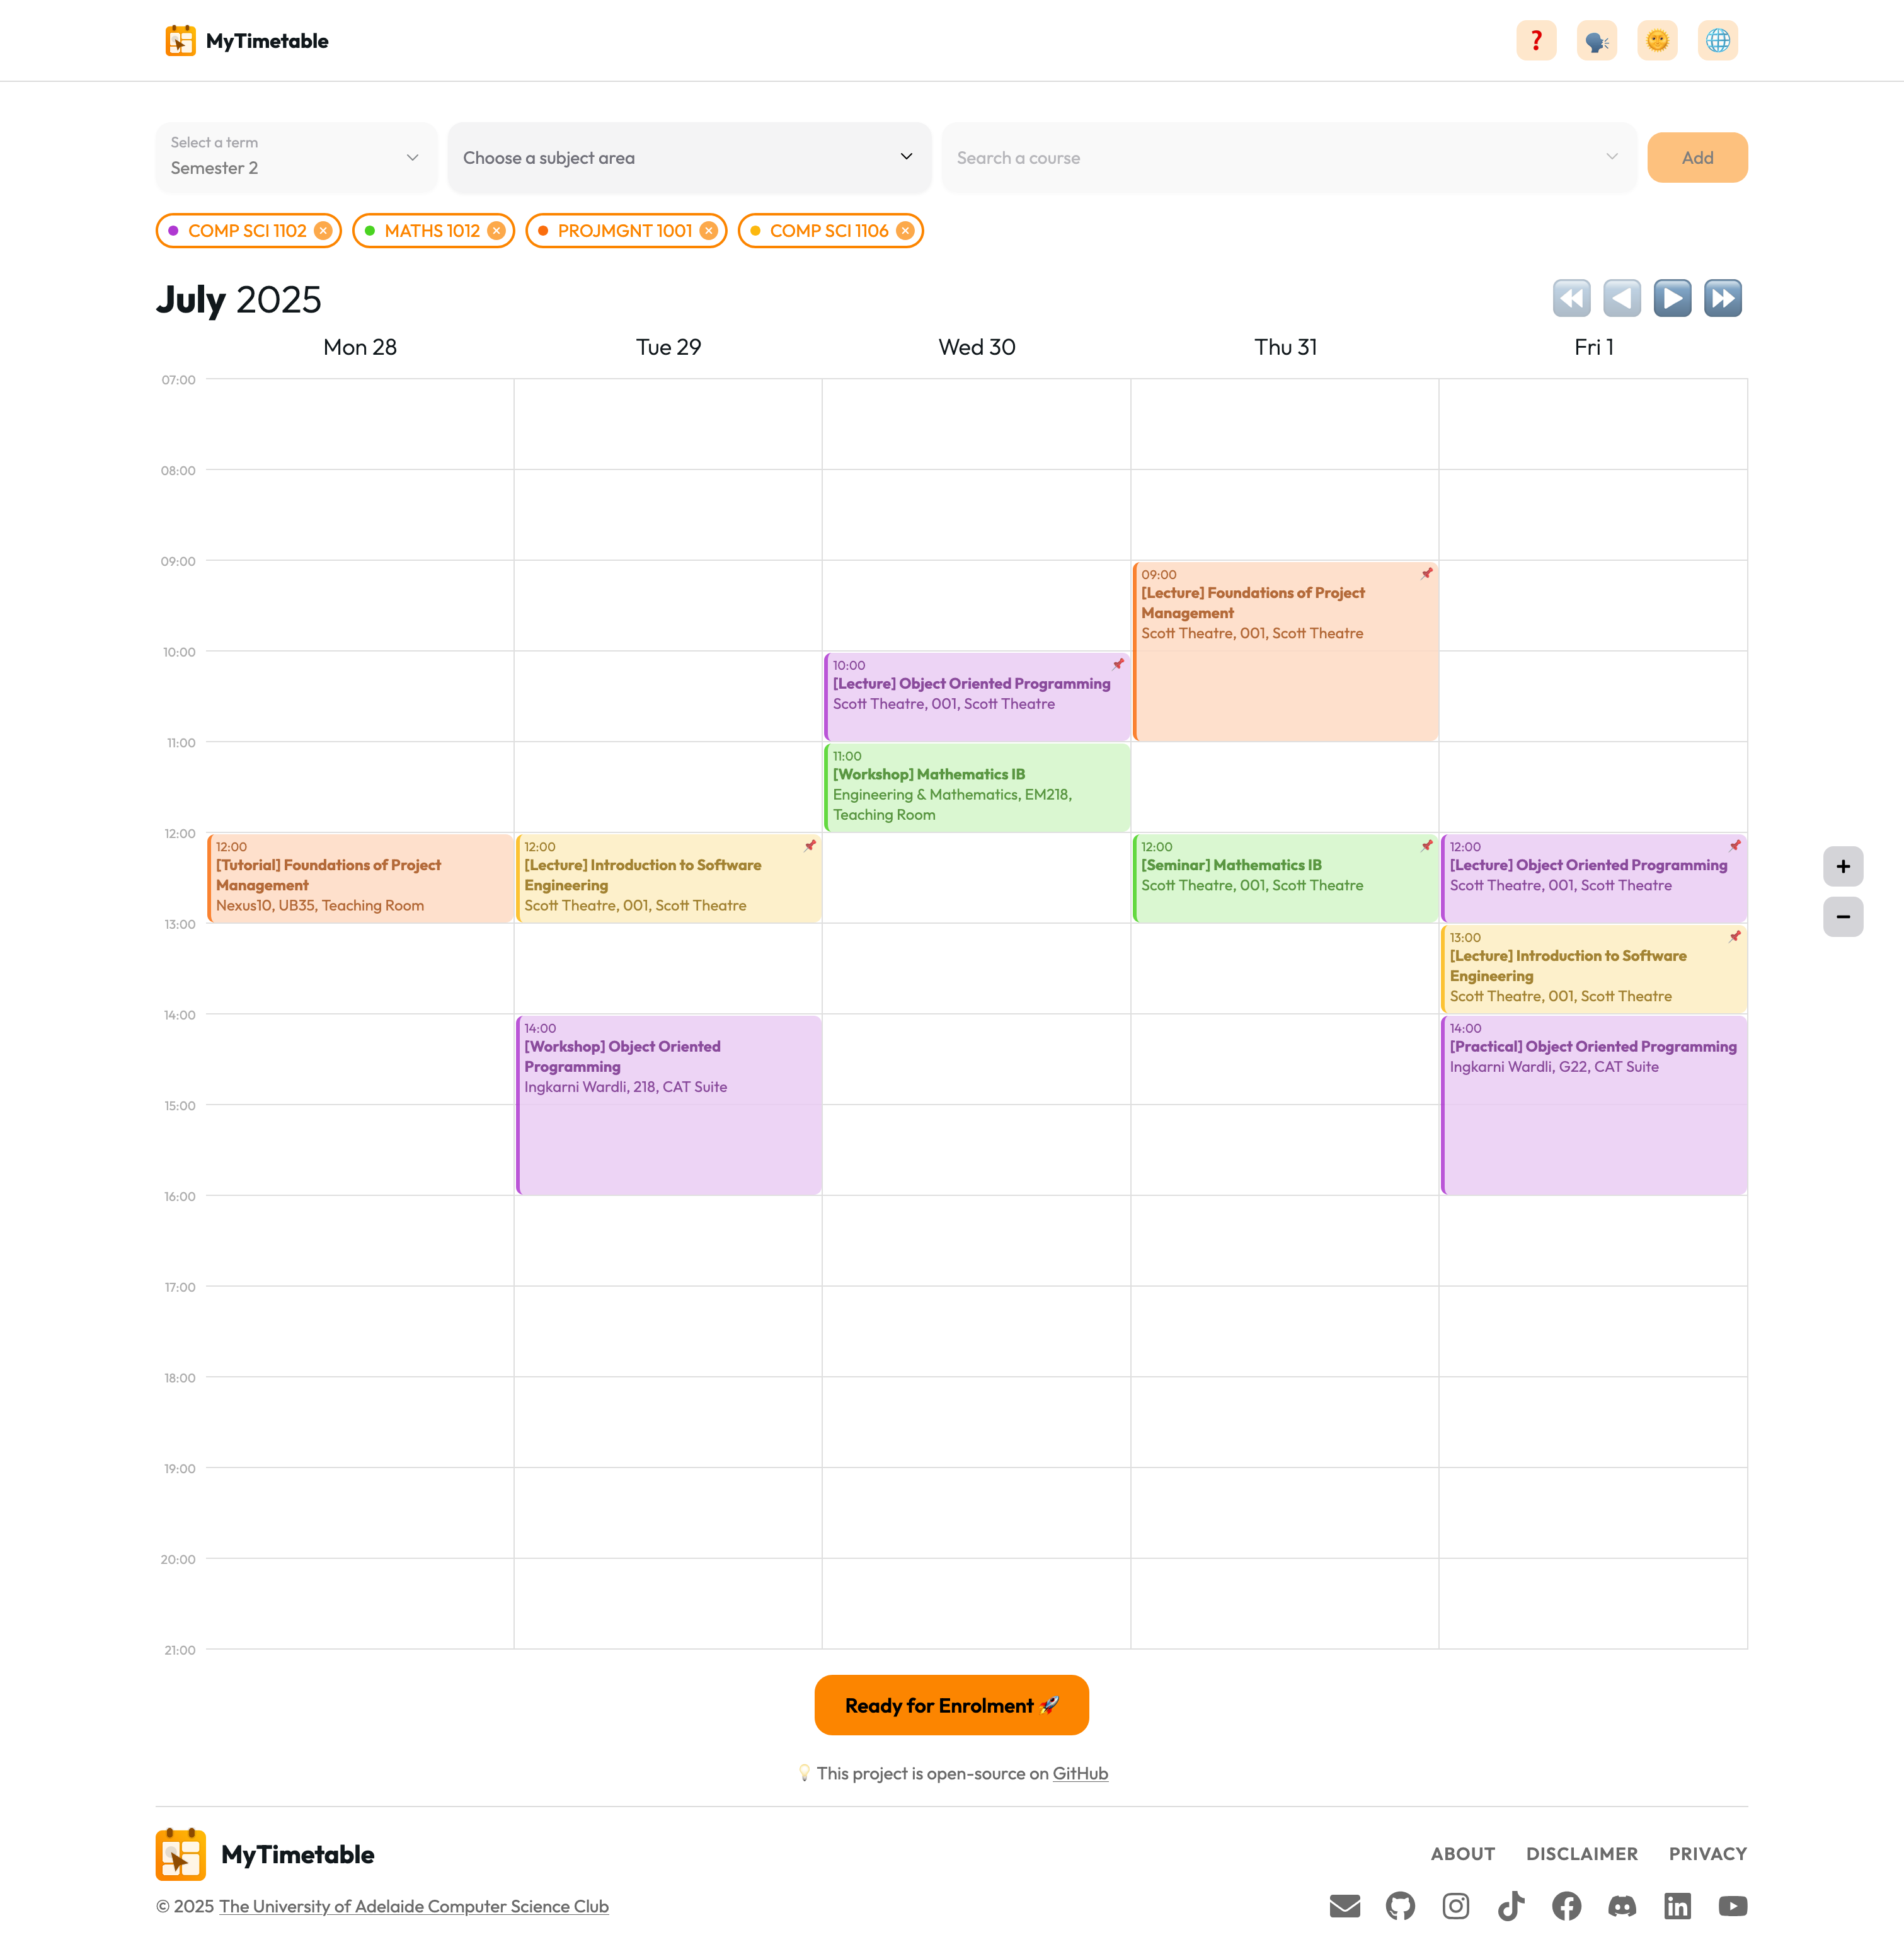 MyTimetable
Select a term
Semester 2
Choose a subject area
Search a course
Add
COMP SCI 1102
MATHS 1012
PROJMGNT 1001
COMP SCI 1106
July 2025
Mon 28
Tue 29
Wed 30
Thu 31
Fri 1
07:00
08:00
09:00
09:00
[Lecture] Foundations of Project
Management
Scott Theatre, 001, Scott Theatre
10:00
10:00
[Lecture] Object Oriented Programming
Scott Theatre, 001, Scott Theatre
11:00
11:00
[Workshop] Mathematics IB
Engineering & Mathematics, EM218,
Teaching Room
12:00
12:00
[Tutorial] Foundations of Project
Management
Nexus10, UB35, Teaching Room
12:00
[Lecture] Introduction to Software
Engineering
Scott Theatre, 001, Scott Theatre
12:00
[Seminar] Mathematics IB
Scott Theatre, 001, Scott Theatre
12:00
[Lecture] Object Oriented Programming
Scott Theatre, 001, Scott Theatre
13:00
13:00
[Lecture] Introduction to Software
Engineering
Scott Theatre, 001, Scott Theatre
14:00
14:00
[Workshop] Object Oriented
Programming
Ingkarni Wardli, 218, CAT Suite
14:00
[Practical] Object Oriented Programming
Ingkarni Wardli, G22, CAT Suite
15:00
16:00
17:00
18:00
19:00
20:00
21:00
Ready for Enrolment 🚀
💡 This project is open-source on GitHub
MyTimetable
ABOUT
DISCLAIMER
PRIVACY
© 2025 The University of Adelaide Computer Science Club